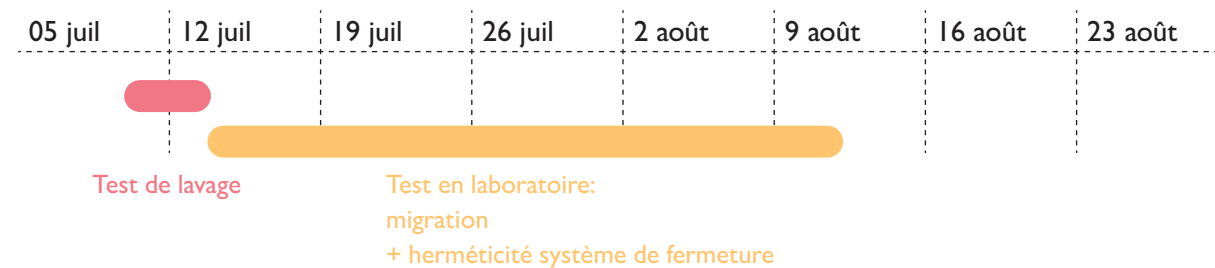 05 juil 12 juil 19 juil 26 juil 2 août 9 août 16 août 23 août
Test de lavage
Test en laboratoire:
migration
+ herméticité système de fermeture